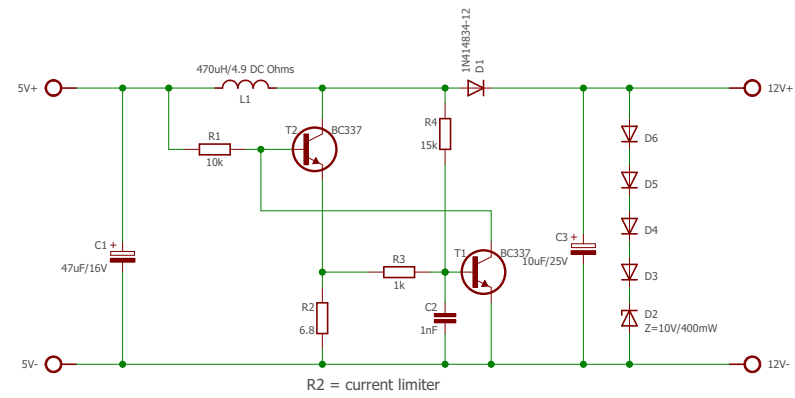 1N414834-12
D1
470uH/4.9 DC Ohms
L1
5V+
12V+
R1
10k
T2
BC337
R4
15k
D6
D5
D4
D3
C1
+
47uF/16V
R3
1k
T1
BC337
C3
+
10uF/25V
R2
6.8
C2
1nF
D2
Z=10V/400mW
5V-
12V-
R2 = current limiter